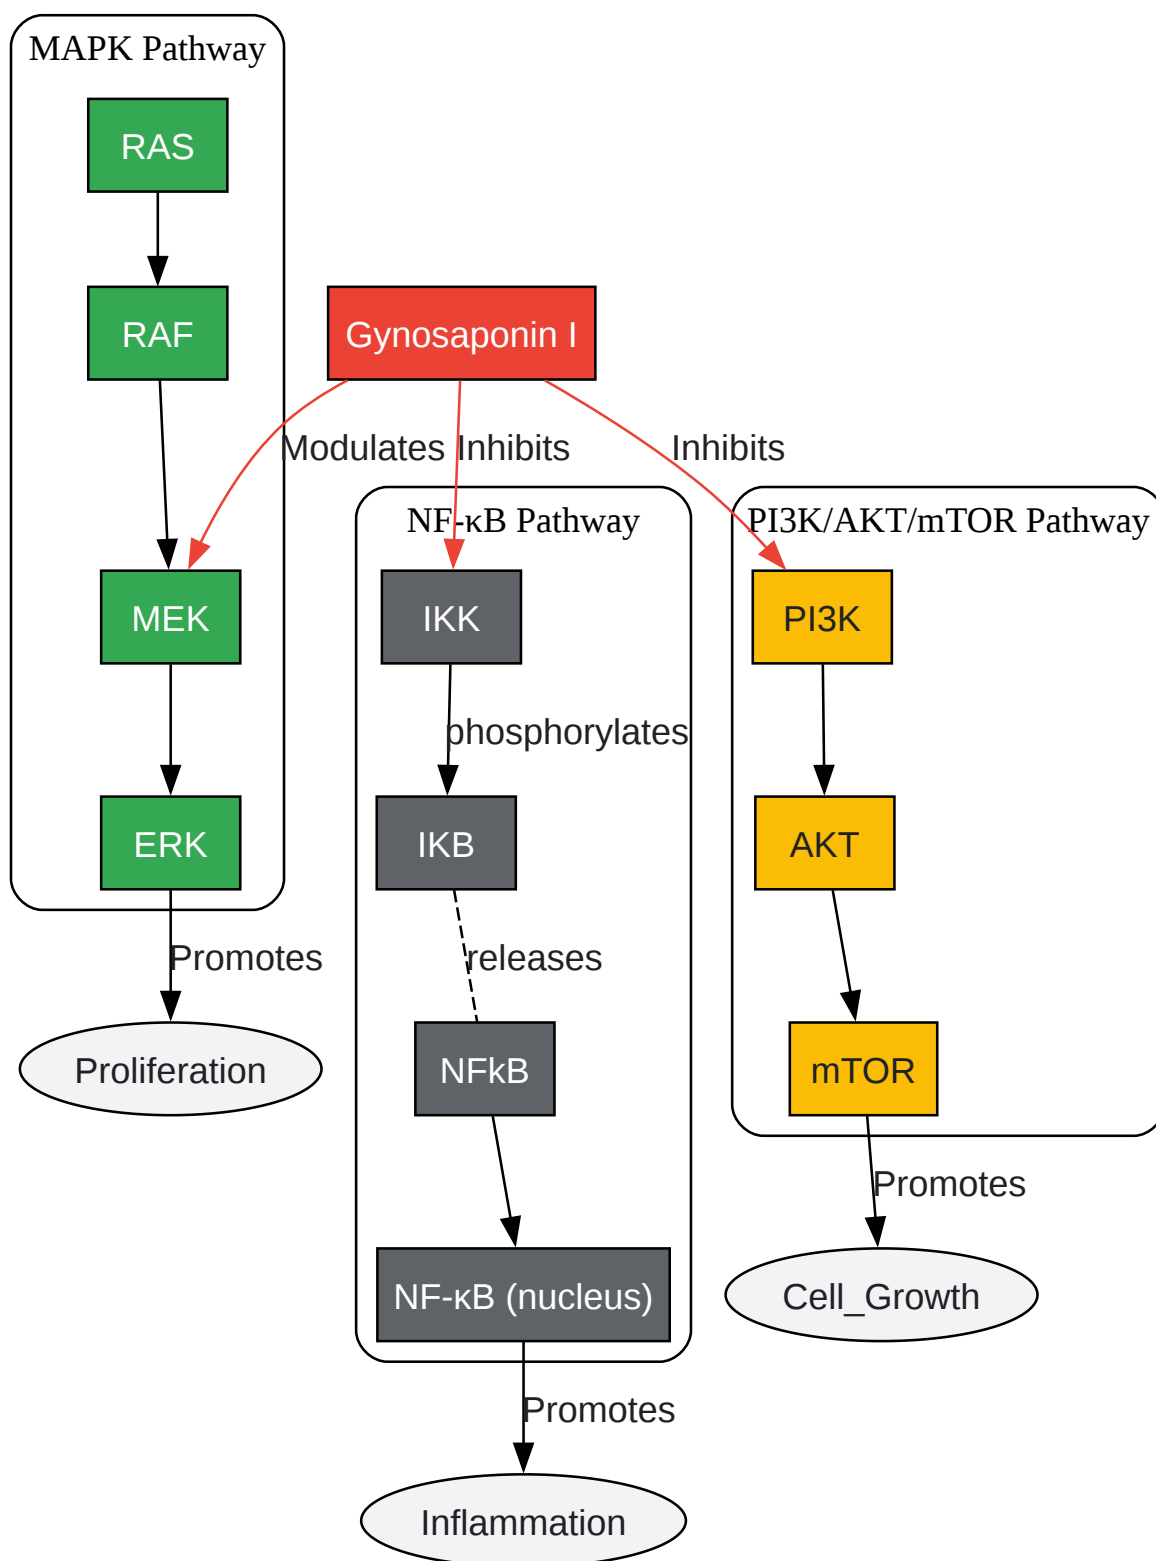 MAPK Pathway
RAS
RAF
Gynosaponin I
Modulates
Inhibits
Inhibits
NF-κB Pathway
PI3K/AKT/mTOR Pathway
MEK
IKK
PI3K
phosphorylates
ERK
IKB
AKT
Promotes
releases
Proliferation
NFkB
mTOR
Promotes
NF-κB (nucleus)
Cell_Growth
Promotes
Inflammation